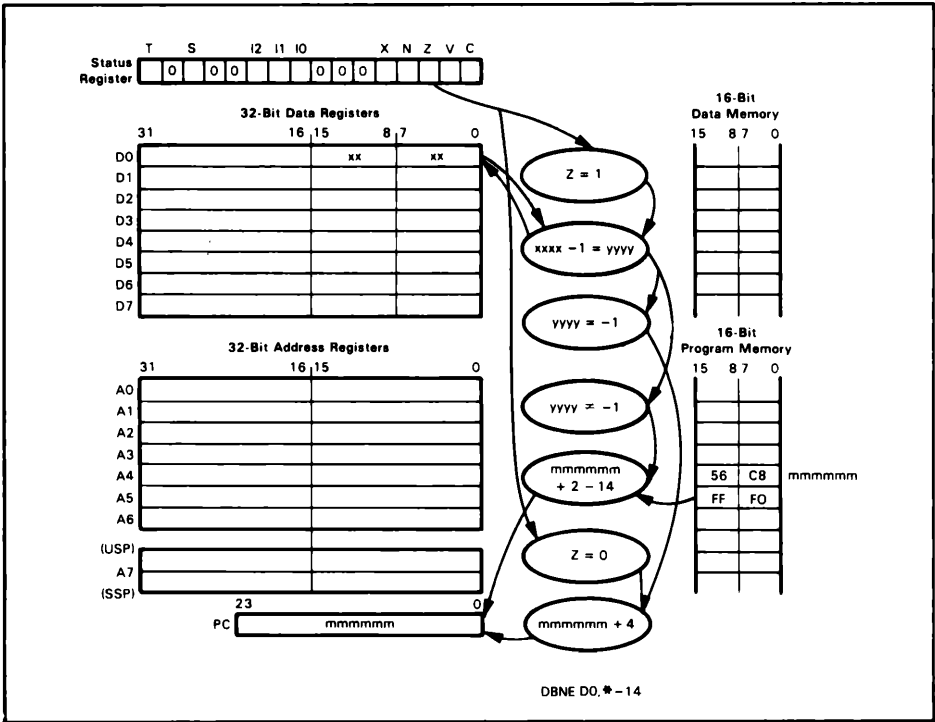 T S I2 I1 I0 X N Z V C
Status
Register
0 0 0 0 0 0
32-Bit Data Registers
31 16 15 8 7 0
D0 xx xx
D1
D2
D3
D4
D5
D6
D7
32-Bit Address Registers
31 16 15 0
A0
A1
A2
A3
A4
A5
A6
(USP)
A7
(SSP)
23 0
PC mmmmmm
Z = 1
xxxx - 1 = yyyy
yyyy = -1
yyyy ≠ -1
mmmmmm
+ 2 - 14
Z = 0
mmmmmm + 4
16-Bit
Data Memory
15 8 7 0
16-Bit
Program Memory
15 8 7 0
56 C8 mmmmmm
FF F0
DBNE D0,*-14